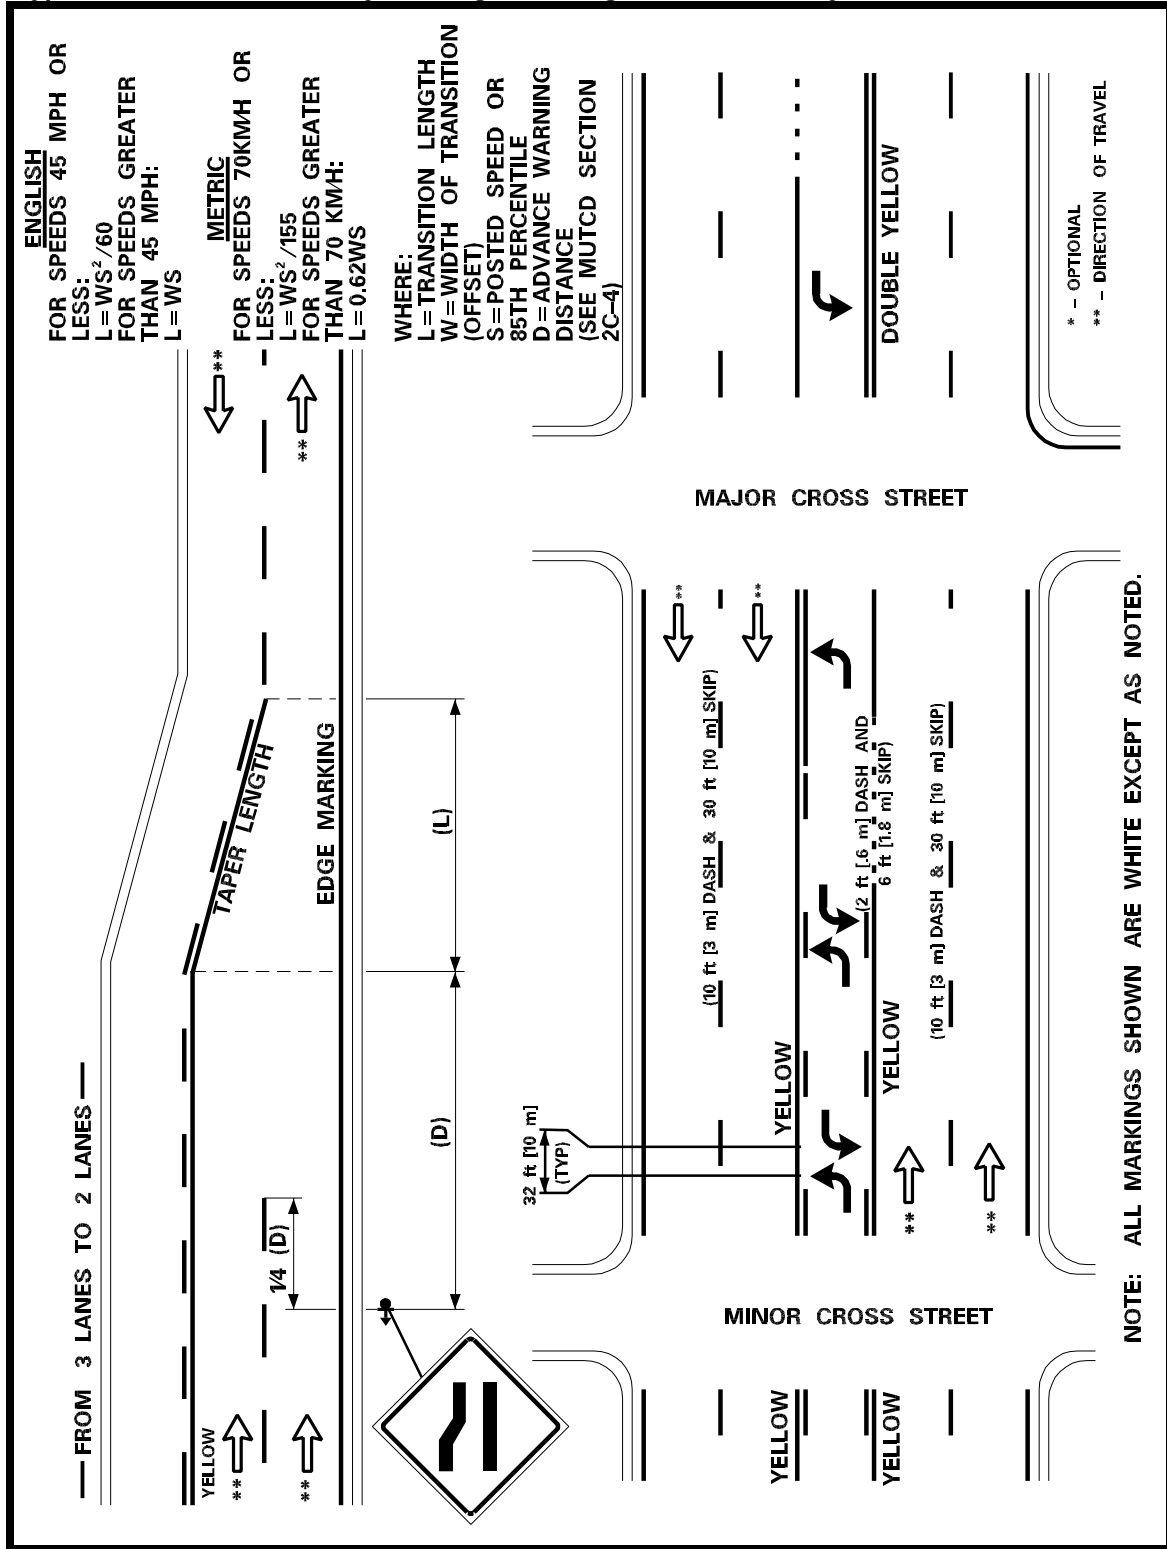 — FROM 3 LANES TO 2 LANES —
ENGLISH
FOR SPEEDS 45 MPH OR
LESS:
L = WS²/60
FOR SPEEDS GREATER
THAN 45 MPH:
L = WS
METRIC
FOR SPEEDS 70KM/H OR
LESS:
L = WS²/155
FOR SPEEDS GREATER
THAN 70 KM/H:
L = 0.62WS
WHERE:
L = TRANSITION LENGTH
W = WIDTH OF TRANSITION
(OFFSET)
S = POSTED SPEED OR
85TH PERCENTILE
D = ADVANCE WARNING
DISTANCE
(SEE MUTCD SECTION
2C–4)
YELLOW
**
**
**
**
TAPER LENGTH
EDGE MARKING
1/4 (D)
(D)
(L)
32 ft [10 m]
(TYP)
(10 ft [3 m] DASH & 30 ft [10 m] SKIP)
**
**
YELLOW
YELLOW
(2 ft [.6 m] DASH AND
6 ft [1.8 m] SKIP)
YELLOW
YELLOW
DOUBLE YELLOW
**
**
(10 ft [3 m] DASH & 30 ft [10 m] SKIP)
MINOR CROSS STREET
MAJOR CROSS STREET
* – OPTIONAL
** – DIRECTION OF TRAVEL
NOTE: ALL MARKINGS SHOWN ARE WHITE EXCEPT AS NOTED.